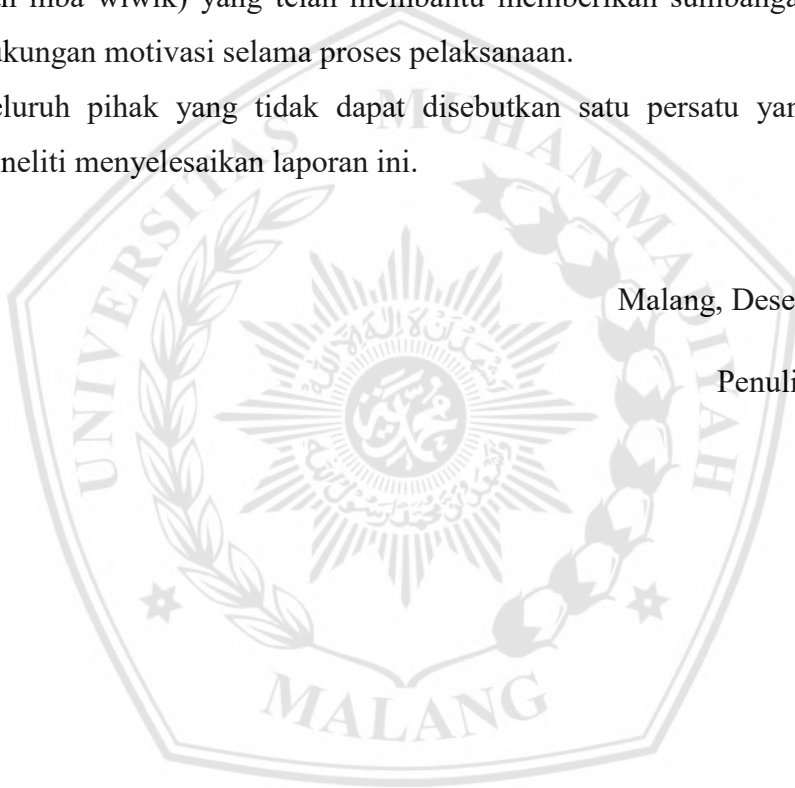 mba wiwik) yang telah membantu memberikan sumbanga
ukungan motivasi selama proses pelaksanaan.
eluruh pihak yang tidak dapat disebutkan satu persatu yan
neliti menyelesaikan laporan ini.
Malang, Dese
Penuli
UNIVERSITAS MUHAMMADIYAH
MALANG